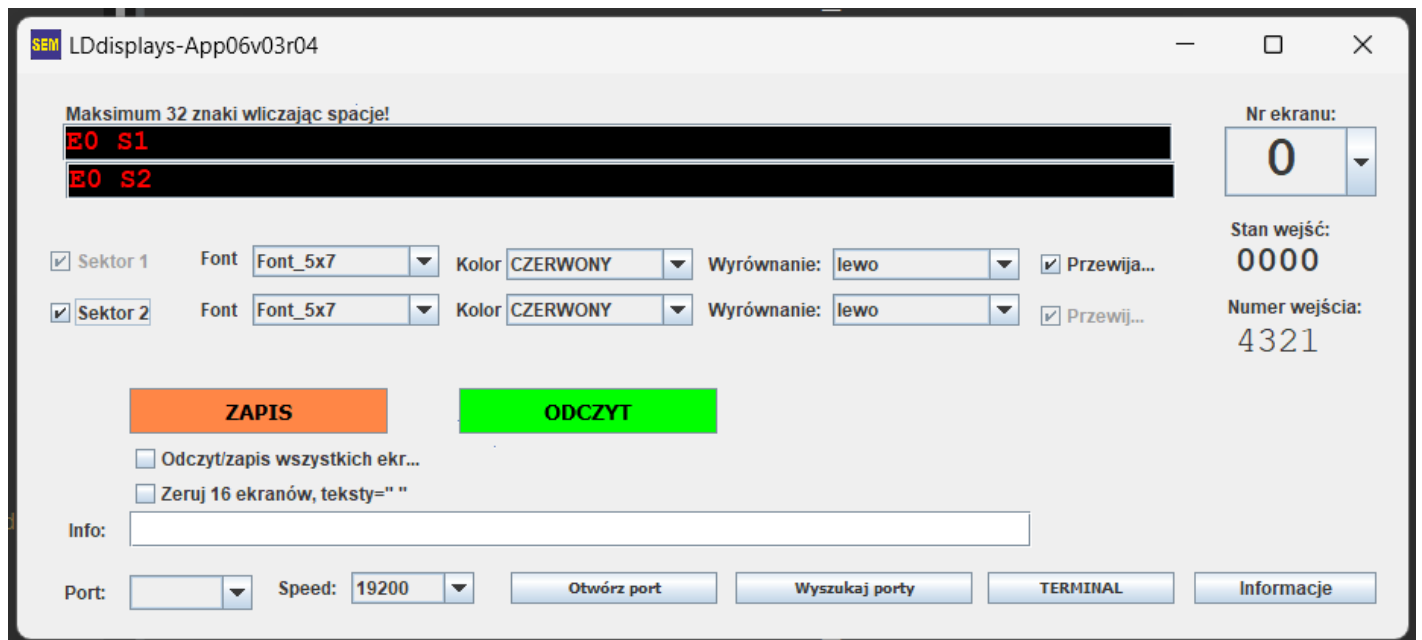 SEM LDdisplays-App06v03r04
Maksimum 32 znaki wliczając spacje!
Nr ekranu:
E0 S1
0
E0 S2
Stan wejść:
0000
Sektor 1 Font Font_5x7 Kolor CZERWONY Wyrównanie: lewo Przewija...
Sektor 2 Font Font_5x7 Kolor CZERWONY Wyrównanie: lewo Przewij...
Numer wejścia:
4321
ZAPIS ODCZYT
Odczyt/zapis wszystkich ekr...
Zeruj 16 ekranów, teksty=" "
Info:
Port: Speed: 19200 Otwórz port Wyszukaj porty TERMINAL Informacje